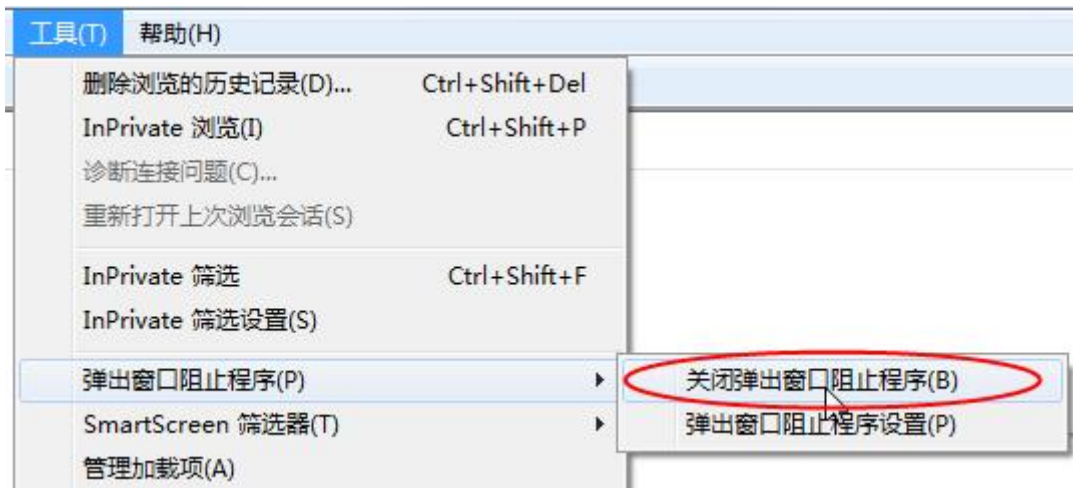 工具(T) 帮助(H)
删除浏览的历史记录(D)... Ctrl+Shift+Del
InPrivate 浏览(I) Ctrl+Shift+P
诊断连接问题(C)...
重新打开上次浏览会话(S)
InPrivate 筛选 Ctrl+Shift+F
InPrivate 筛选设置(S)
弹出窗口阻止程序(P) 关闭弹出窗口阻止程序(B)
SmartScreen 筛选器(T) 弹出窗口阻止程序设置(P)
管理加载项(A)